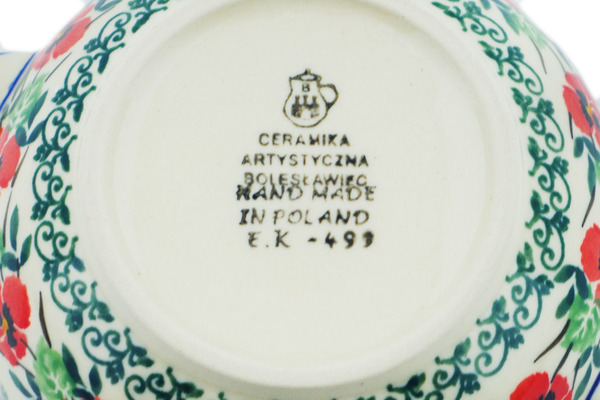 B
CERAMIKA
ARTYSTYCZNA
BOLESŁAWIEC
HAND MADE
IN POLAND
E.K -499